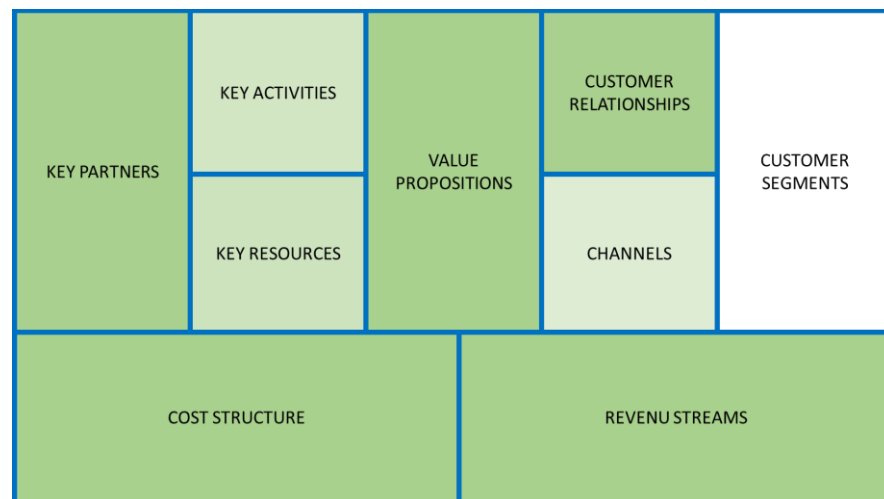 KEY PARTNERS
KEY ACTIVITIES
KEY RESOURCES
VALUE
PROPOSITIONS
CUSTOMER
RELATIONSHIPS
CHANNELS
CUSTOMER
SEGMENTS
COST STRUCTURE
REVENU STREAMS